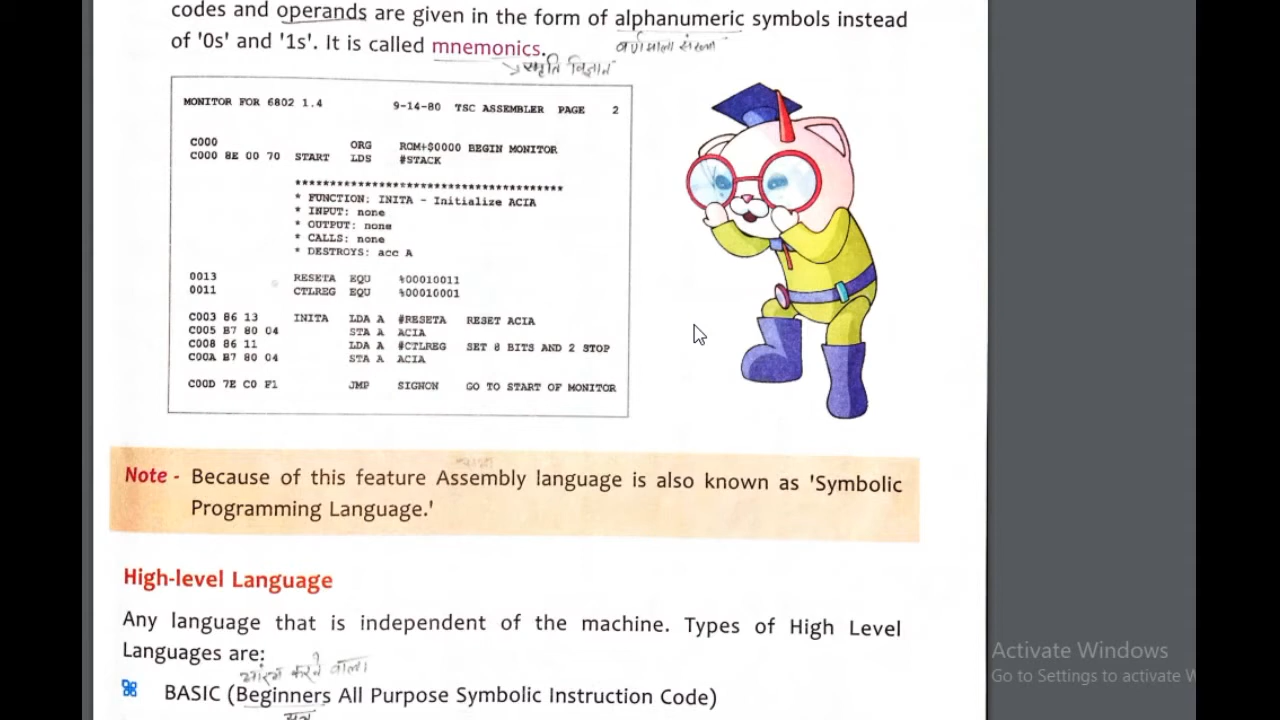 codes and operands are given in the form of alphanumeric symbols instead
of '0s' and '1s'. It is called mnemonics.
वर्णमाला संख्या
स्मृति विज्ञान
MONITOR FOR 6802 1.4 9-14-80 TSC ASSEMBLER PAGE 2
C000 ORG ROM+$0000 BEGIN MONITOR
C000 8E 00 70 START LDS #STACK
***************************************
* FUNCTION: INITA - Initialize ACIA
* INPUT: none
* OUTPUT: none
* CALLS: none
* DESTROYS: acc A
0013 RESETA EQU %00010011
0011 CTLREG EQU %00010001
C003 86 13 INITA LDA A #RESETA RESET ACIA
C005 B7 80 04 STA A ACIA
C008 86 11 LDA A #CTLREG SET 8 BITS AND 2 STOP
C00A B7 80 04 STA A ACIA
C00D 7E C0 F1 JMP SIGNON GO TO START OF MONITOR
Note - Because of this feature Assembly language is also known as 'Symbolic
Programming Language.'
High-level Language
Any language that is independent of the machine. Types of High Level
Languages are:
आरंभ करने वाला
BASIC (Beginners All Purpose Symbolic Instruction Code)
Activate Windows
Go to Settings to activate W